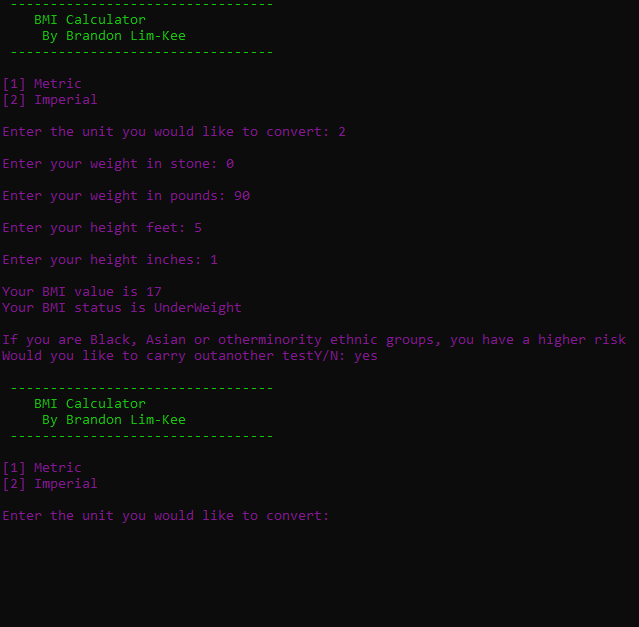 ---------------------------------
BMI Calculator
By Brandon Lim-Kee
---------------------------------
[1] Metric
[2] Imperial
Enter the unit you would like to convert: 2
Enter your weight in stone: 0
Enter your weight in pounds: 90
Enter your height feet: 5
Enter your height inches: 1
Your BMI value is 17
Your BMI status is UnderWeight
If you are Black, Asian or otherminority ethnic groups, you have a higher risk
Would you like to carry outanother testY/N: yes
---------------------------------
BMI Calculator
By Brandon Lim-Kee
---------------------------------
[1] Metric
[2] Imperial
Enter the unit you would like to convert: